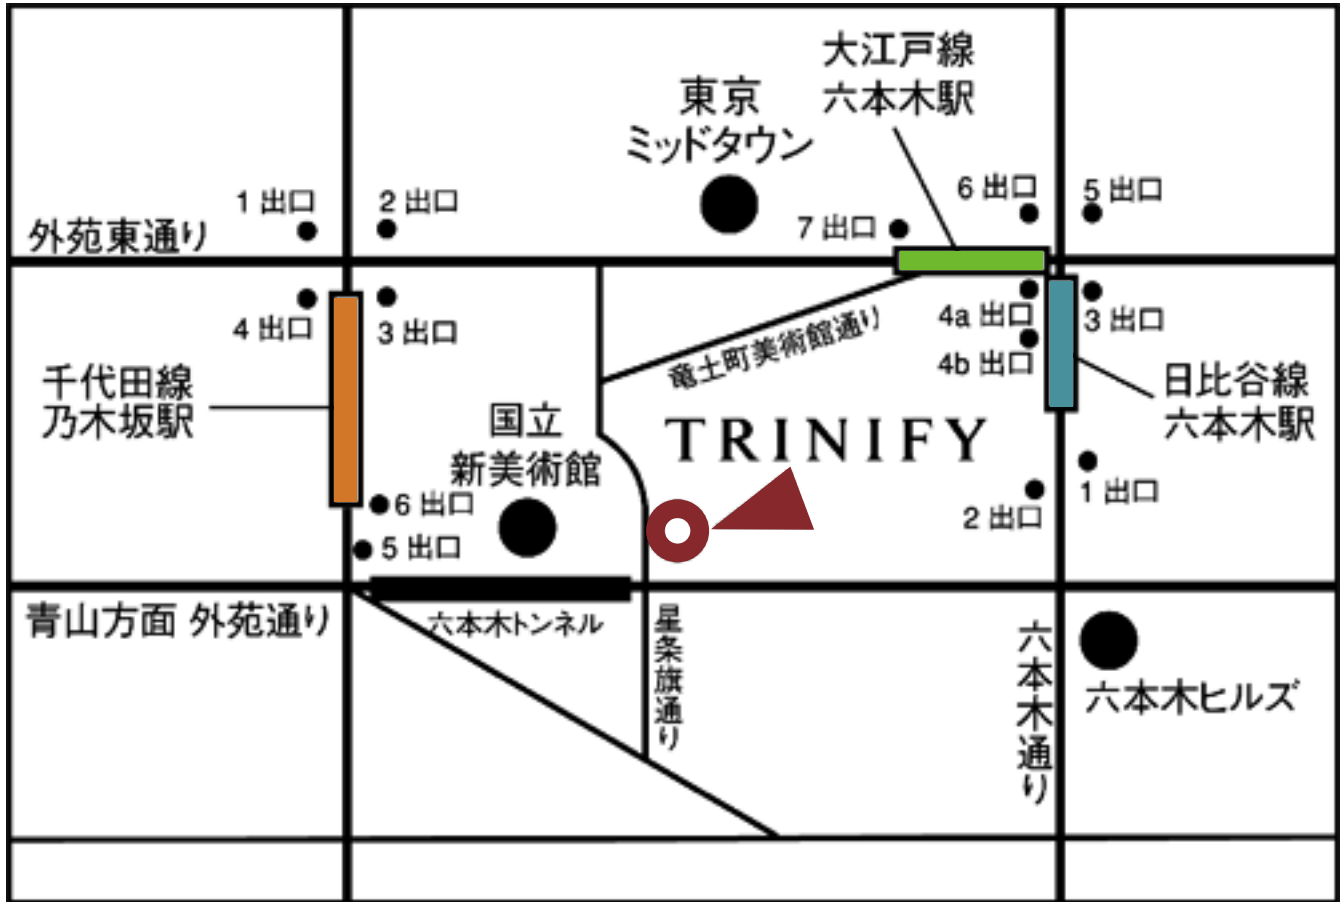 大江戸線
六本木駅
東京
ミッドタウン
1 出口
2 出口
6 出口
5 出口
7 出口
外苑東通り
4 出口
3 出口
4a 出口
3 出口
4b 出口
竜土町美術館通り
千代田線
乃木坂駅
日比谷線
六本木駅
国立
新美術館
TRINIFY
6 出口
5 出口
1 出口
2 出口
青山方面 外苑通り
六本木トンネル
星条旗通り
六本木通り
六本木ヒルズ